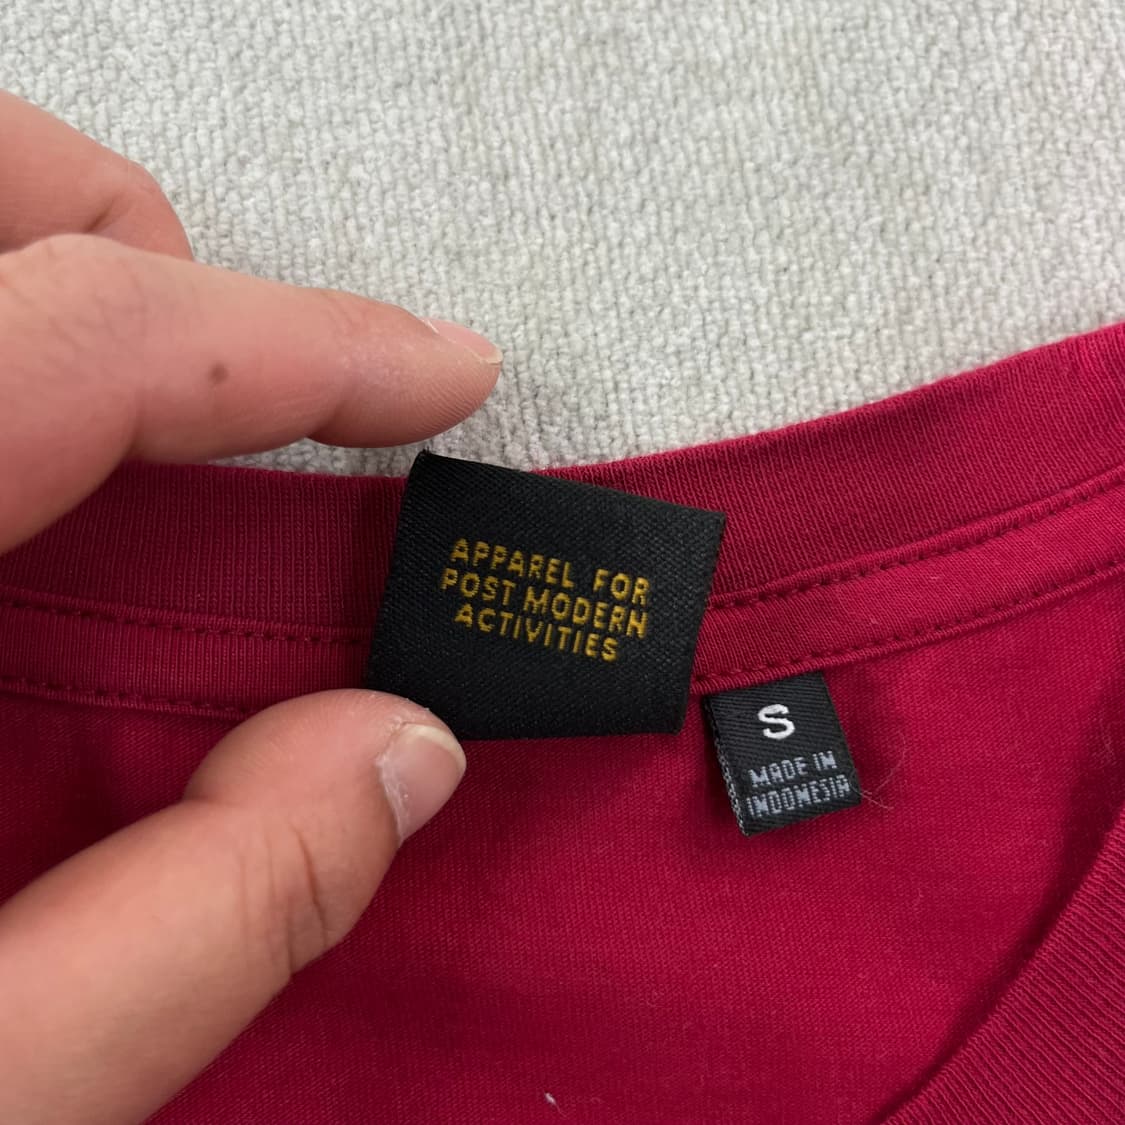 APPAREL FOR
POST MODERN
ACTIVITIES
S
MADE IN
INDONESIA